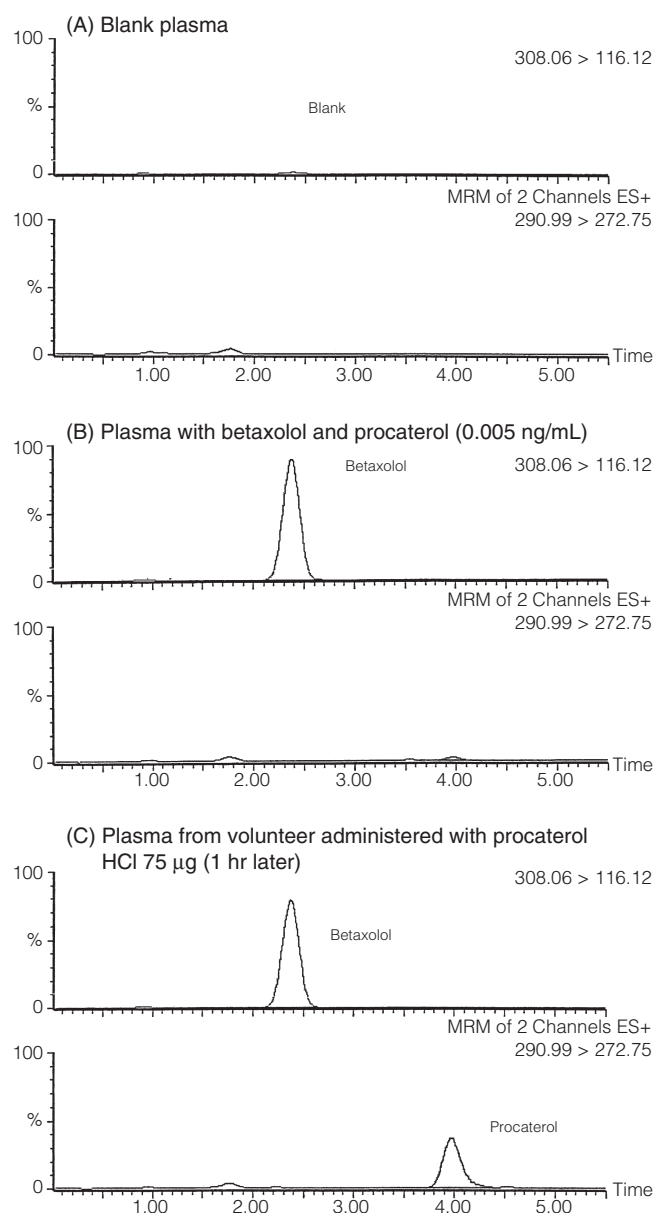 (A) Blank plasma
100
308.06 > 116.12
%
Blank
0
MRM of 2 Channels ES+
290.99 > 272.75
100
%
0
Time
1.00 2.00 3.00 4.00 5.00
(B) Plasma with betaxolol and procaterol (0.005 ng/mL)
100
Betaxolol
308.06 > 116.12
%
0
MRM of 2 Channels ES+
290.99 > 272.75
100
%
0
Time
1.00 2.00 3.00 4.00 5.00
(C) Plasma from volunteer administered with procaterol
HCl 75 μg (1 hr later)
100
308.06 > 116.12
%
Betaxolol
0
MRM of 2 Channels ES+
290.99 > 272.75
100
%
Procaterol
0
Time
1.00 2.00 3.00 4.00 5.00